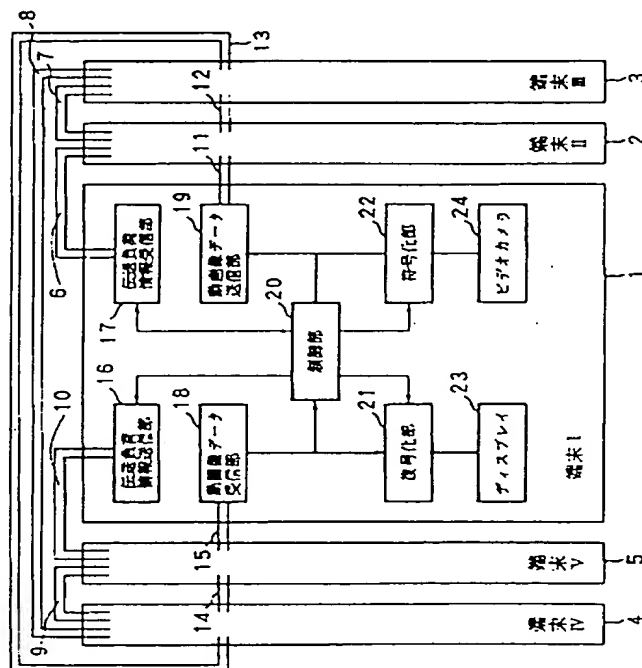 8
7
13
12
11
端末Ⅲ
3
端末Ⅱ
2
6
伝送負荷
情報受信部
17
19
動画像データ
送信部
22
符号化部
24
ビデオカメラ
20
制御部
1
10
16
伝送負荷
情報送信部
18
動画像データ
受信部
21
復号化部
23
ディスプレイ
端末Ⅰ
15
端末Ⅴ
5
9
14
端末Ⅳ
4